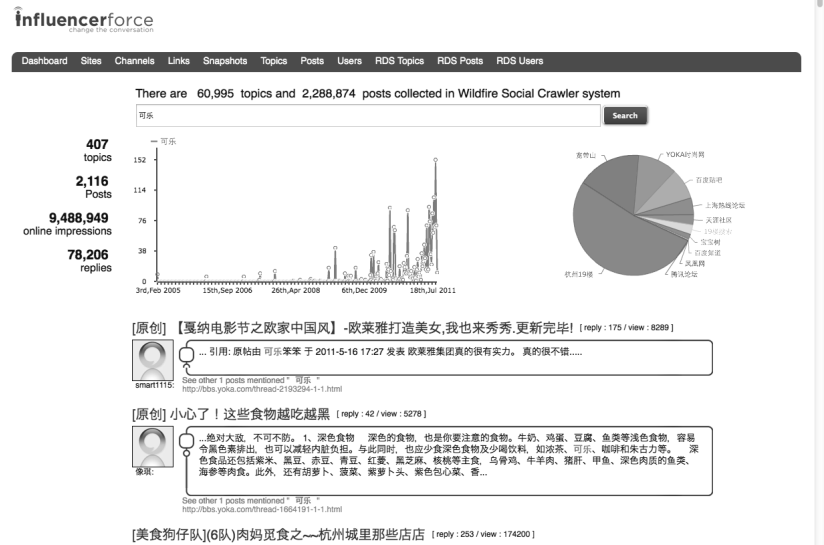 influencerforce
change the conversation
Dashboard Sites Channels Links Snapshots Topics Posts Users RDS Topics RDS Posts RDS Users
There are 60,995 topics and 2,288,874 posts collected in Wildfire Social Crawler system
可乐 Search
407
topics
2,116
Posts
9,488,949
online impressions
78,206
replies
可乐
152
114
76
38
0
3rd,Feb 2005 15th,Sep 2006 26th,Apr 2008 6th,Dec 2009 18th,Jul 2011
宽带山
YOKA时尚网
百度贴吧
上海热线论坛
天涯社区
宝宝树
百度知道
凤凰网
腾讯论坛
杭州19楼
[原创] 【戛纳电影节之欧家中国风】-欧莱雅打造美女,我也来秀秀.更新完毕! [ reply : 175 / view : 8289 ]
... 引用: 原帖由 可乐笨笨 于 2011-5-16 17:27 发表 欧莱雅集团真的很有实力。 真的很不错.....
smart1115:
See other 1 posts mentioned " 可乐 "
http://bbs.yoka.com/thread-2193294-1-1.html
[原创] 小心了！这些食物越吃越黑 [ reply : 42 / view : 5278 ]
...绝对大敌，不可不防。 1、深色食物 深色的食物，也是你要注意的食物。牛奶、鸡蛋、豆腐、鱼类等浅色食物，容易
令黑色素排出，也可以减轻内脏负担。与此同时，也应少食深色食物及少喝饮料，如浓茶、可乐、咖啡和朱古力等。 深
色食品还包括紫米、黑豆、赤豆、青豆、红菱、黑芝麻、核桃等主食，乌骨鸡、牛羊肉、猪肝、甲鱼、深色肉质的鱼类、
海参等肉食。此外，还有胡萝卜、菠菜、紫萝卜头、紫色包心菜、香...
像琪:
See other 1 posts mentioned " 可乐 "
http://bbs.yoka.com/thread-1664191-1-1.html
[美食狗仔队](6队)肉妈觅食之~~杭州城里那些店店 [ reply : 253 / view : 174200 ]